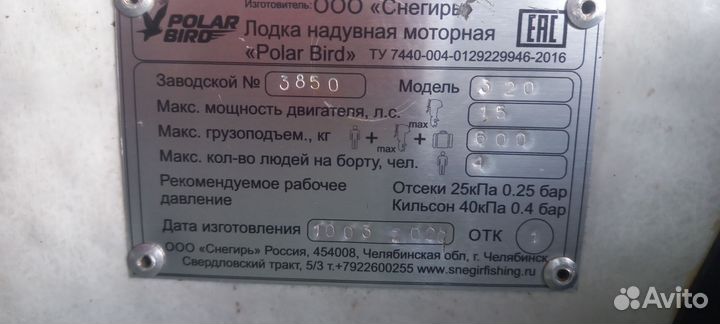 Изготовитель: ООО «Снегирь»
POLAR BIRD
EAC
Лодка надувная моторная
«Polar Bird» ТУ 7440-004-0129229946-2016
Заводской № 3850 Модель 320
Макс. мощность двигателя, л.с. max 15
Макс. грузоподъем., кг + max + 600
Макс. кол-во людей на борту, чел. 4
Рекомендуемое рабочее давление
Отсеки 25кПа 0.25 бар
Кильсон 40кПа 0.4 бар
Дата изготовления 1003 ОТК 1
ООО «Снегирь» Россия, 454008, Челябинская обл, г. Челябинск
Свердловский тракт, 5/3 т.+7922600255 www.snegirfishing.ru
Avito